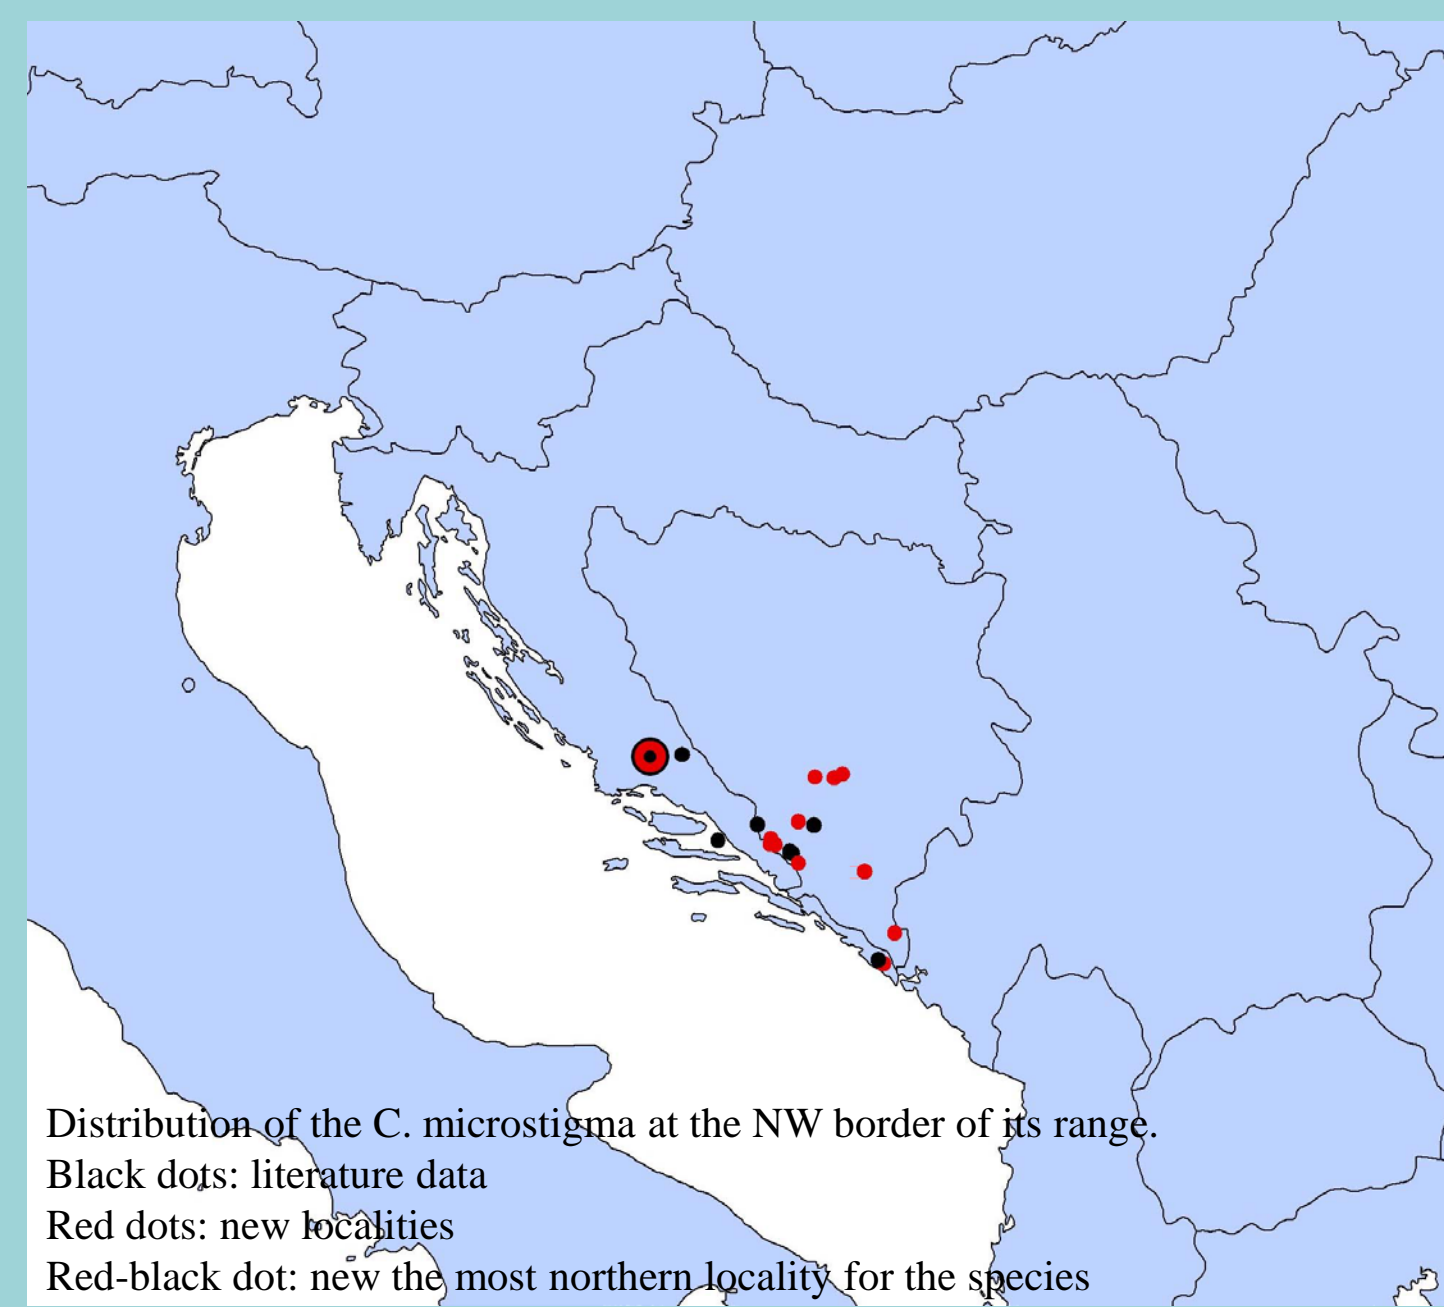 Distribution of the C. microstigma at the NW border of its range.
Black dots: literature data
Red dots: new localities
Red-black dot: new the most northern locality for the species